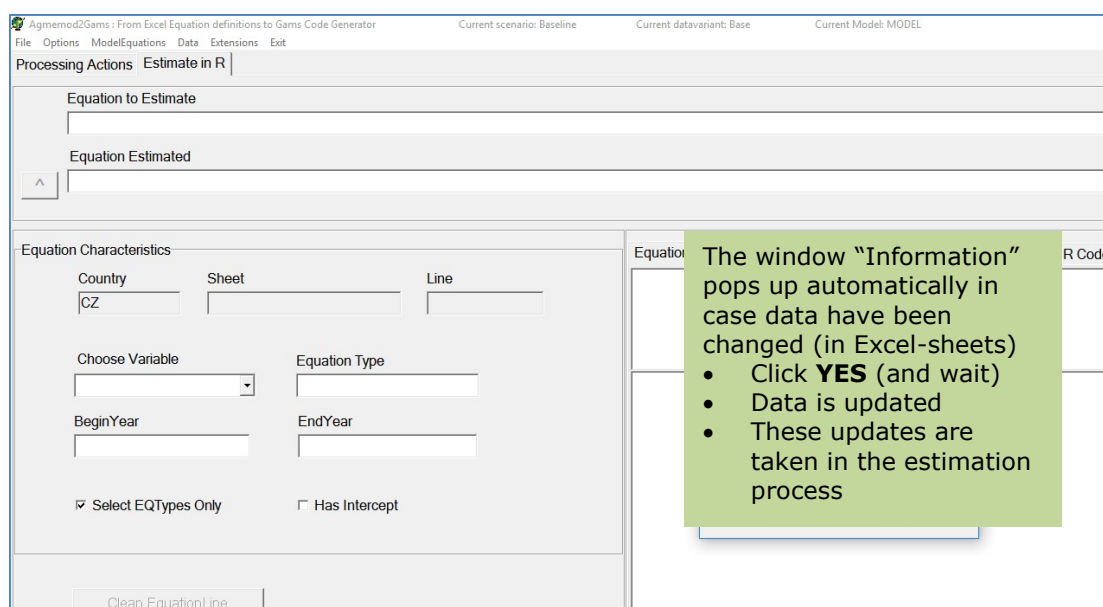 Agmemod2Gams : From Excel Equation definitions to Gams Code Generator Current scenario: Baseline Current datavariant: Base Current Model: MODEL
File Options ModelEquations Data Extensions Exit
Processing Actions Estimate in R
Equation to Estimate
Equation Estimated
^
Equation Characteristics
Country Sheet Line
CZ
Choose Variable Equation Type
BeginYear EndYear
Select EQTypes Only Has Intercept
Clean EquationLine
R Code
The window “Information”
pops up automatically in
case data have been
changed (in Excel-sheets)
• Click YES (and wait)
• Data is updated
• These updates are
taken in the estimation
process